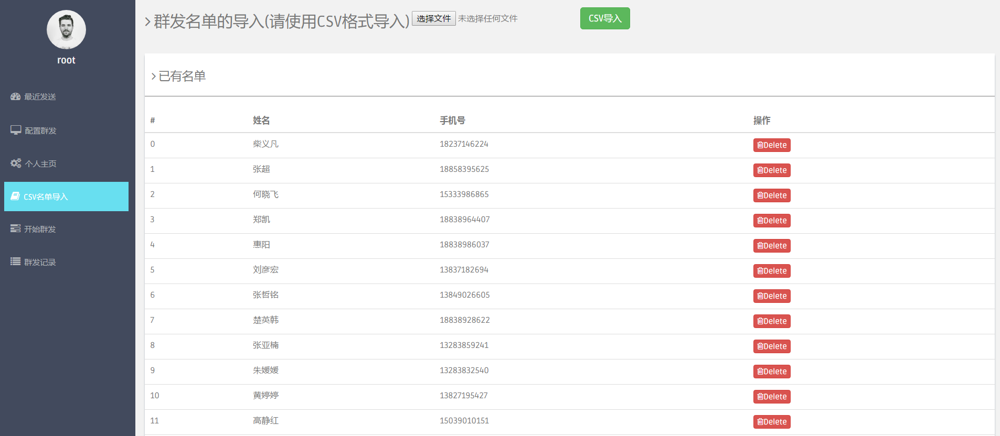 root
最近发送
配置群发
个人主页
CSV名单导入
开始群发
群发记录
群发名单的导入(请使用CSV格式导入) 选择文件 未选择任何文件 CSV导入
已有名单
# 姓名 手机号 操作
0 柴义凡 18237146224 Delete
1 张超 18858395625 Delete
2 何晓飞 15333986865 Delete
3 郑凯 18838964407 Delete
4 惠阳 18838986037 Delete
5 刘彦宏 13837182694 Delete
6 张哲铭 13849026605 Delete
7 楚英韩 18838928622 Delete
8 张亚楠 13283859241 Delete
9 朱媛媛 13283832540 Delete
10 黄婷婷 13827195427 Delete
11 高静红 15039010151 Delete